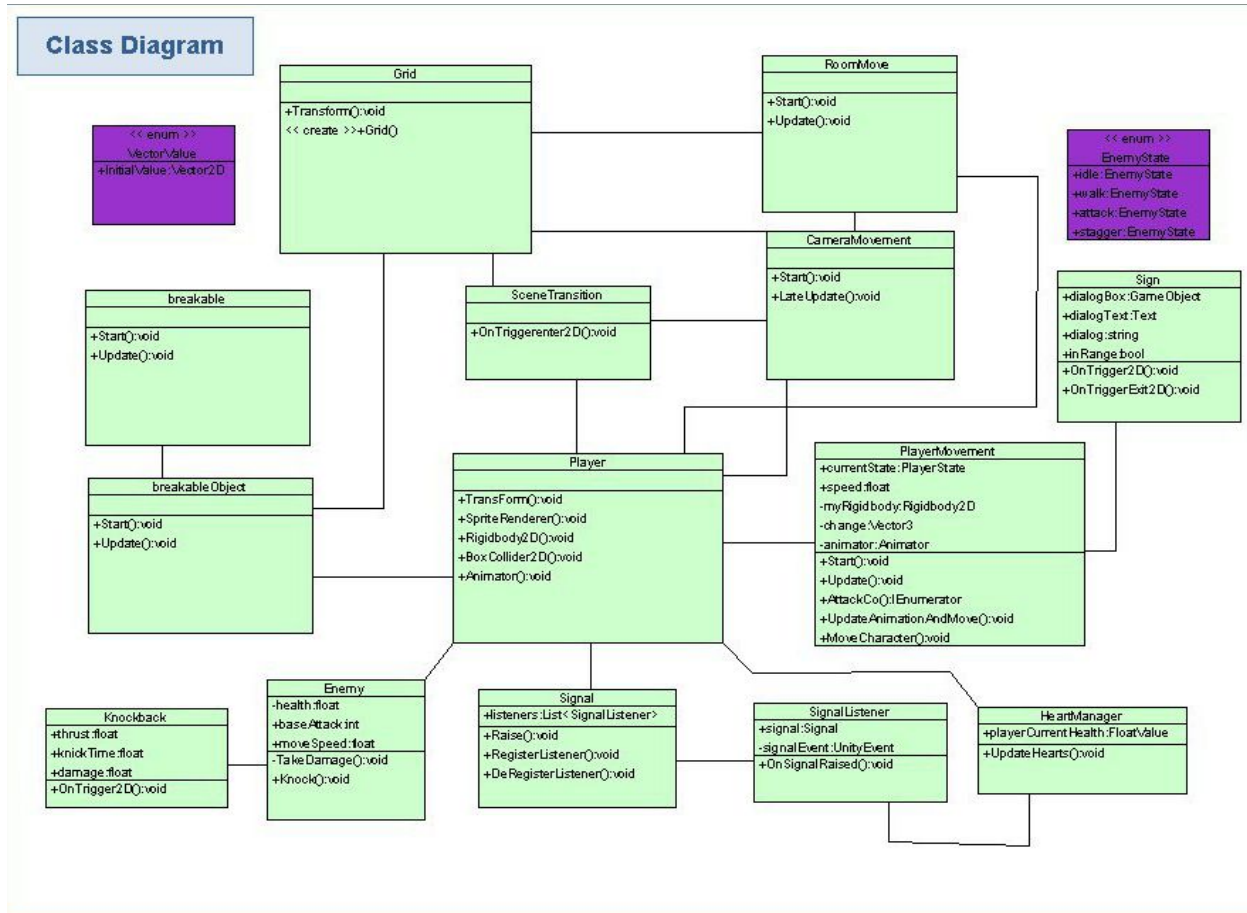 Class Diagram
Grid
+Transform():void
<< create >>+Grid()
RoomMove
+Start():void
+Update():void
<< enum >>
VectorValue
+InitialValue:Vector2D
<< enum >>
EnemyState
+idle:EnemyState
+walk:EnemyState
+attack:EnemyState
+stagger:EnemyState
CameraMovement
+Start():void
+LateUpdate():void
SceneTransition
+OnTriggerenter2D():void
Sign
+dialogBox:GameObject
+dialogText:Text
+dialog:string
+inRange:bool
+OnTrigger2D():void
+OnTriggerExit2D():void
breakable
+Start():void
+Update():void
breakableObject
+Start():void
+Update():void
Player
+TransForm():void
+SpriteRenderer():void
+Rigidbody2D():void
+BoxCollider2D():void
+Animator():void
PlayerMovement
+currentState:PlayerState
+speed:float
-myRigidbody:Rigidbody2D
-change:Vector3
-animator:Animator
+Start():void
+Update():void
+AttackCo():IEnumerator
+UpdateAnimationAndMove():void
+MoveCharacter():void
Knockback
+thrust:float
+knickTime:float
+damage:float
+OnTrigger2D():void
Enemy
-health:float
+baseAttack:int
+moveSpeed:float
-TakeDamage():void
+Knock():void
Signal
+listeners:List<SignalListener>
+Raise():void
+RegisterListener():void
+DeRegisterListener():void
SignalListener
+signal:Signal
-signalEvent:UnityEvent
+OnSignalRaised():void
HeartManager
+playerCurrentHealth:FloatValue
+UpdateHearts():void